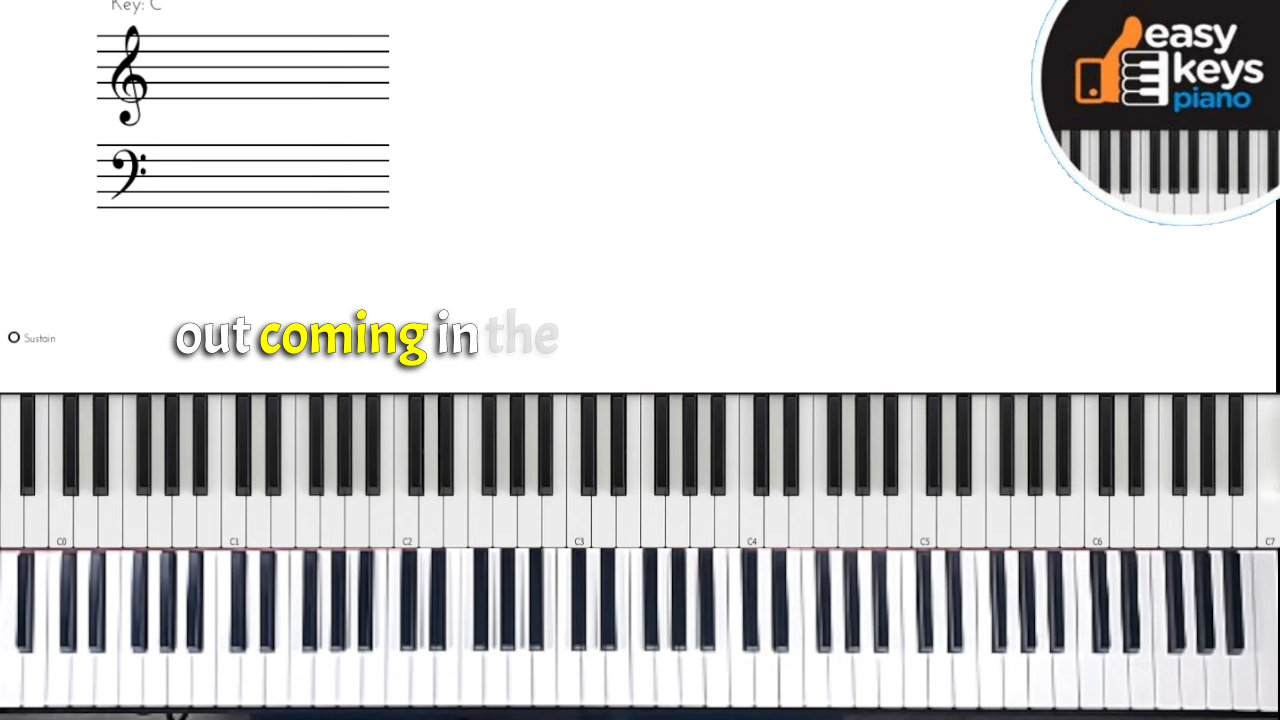 Key: C
easy
keys
piano
Sustain
out coming in the
C0 C1 C2 C3 C4 C5 C6 C7